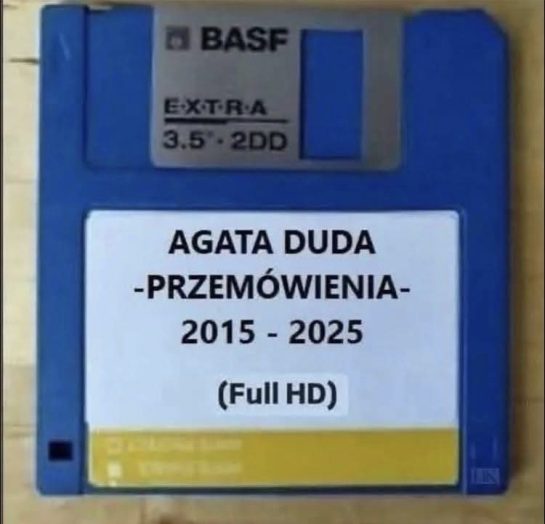 BASF
E·X·T·R·A
3.5"· 2DD
AGATA DUDA
-PRZEMÓWIENIA-
2015 - 2025
(Full HD)